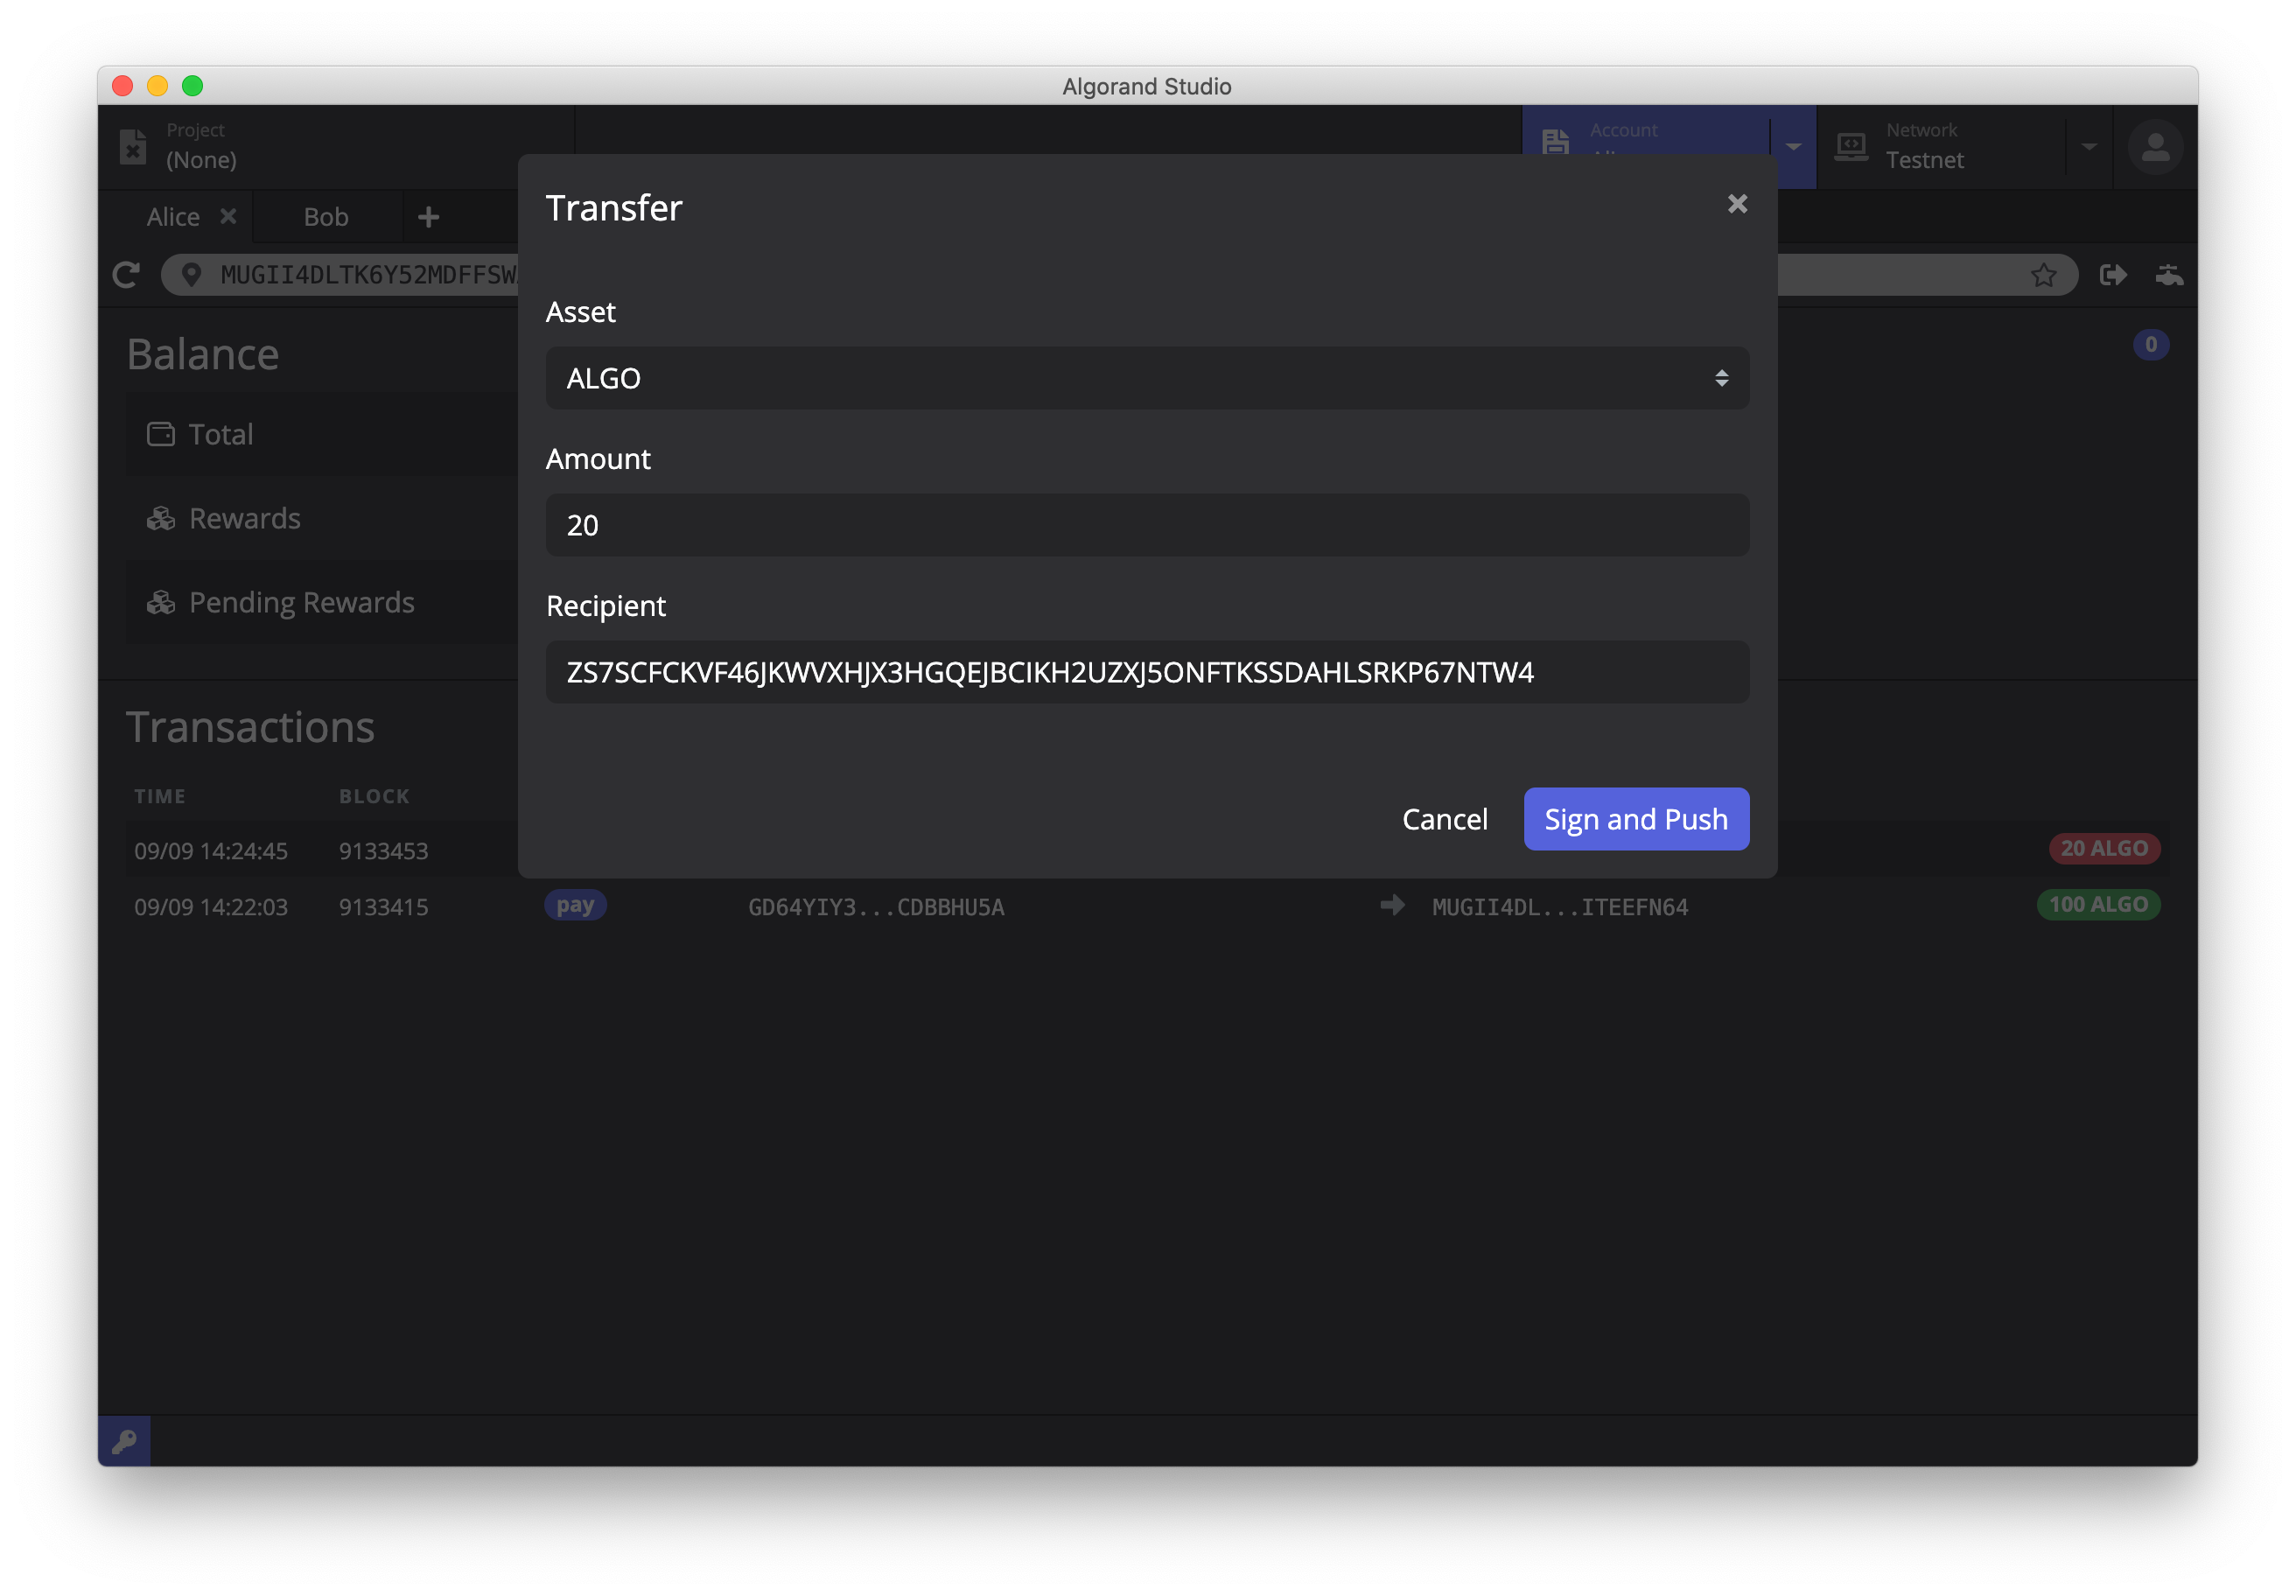 Algorand Studio
Project
(None)
Account
Network
Testnet
Alice
Bob
MUGII4DLTK6Y52MDFFSW
Transfer
Asset
ALGO
Amount
20
Recipient
ZS7SCFCKVF46JKWVXHJX3HGQEJBCIKH2UZXJ5ONFTKSSDAHLSRKP67NTW4
Cancel
Sign and Push
Balance
0
Total
Rewards
Pending Rewards
Transactions
TIME BLOCK
09/09 14:24:45 9133453 20 ALGO
09/09 14:22:03 9133415 pay GD64YIY3...CDBBHU5A MUGII4DL...ITEEFN64 100 ALGO